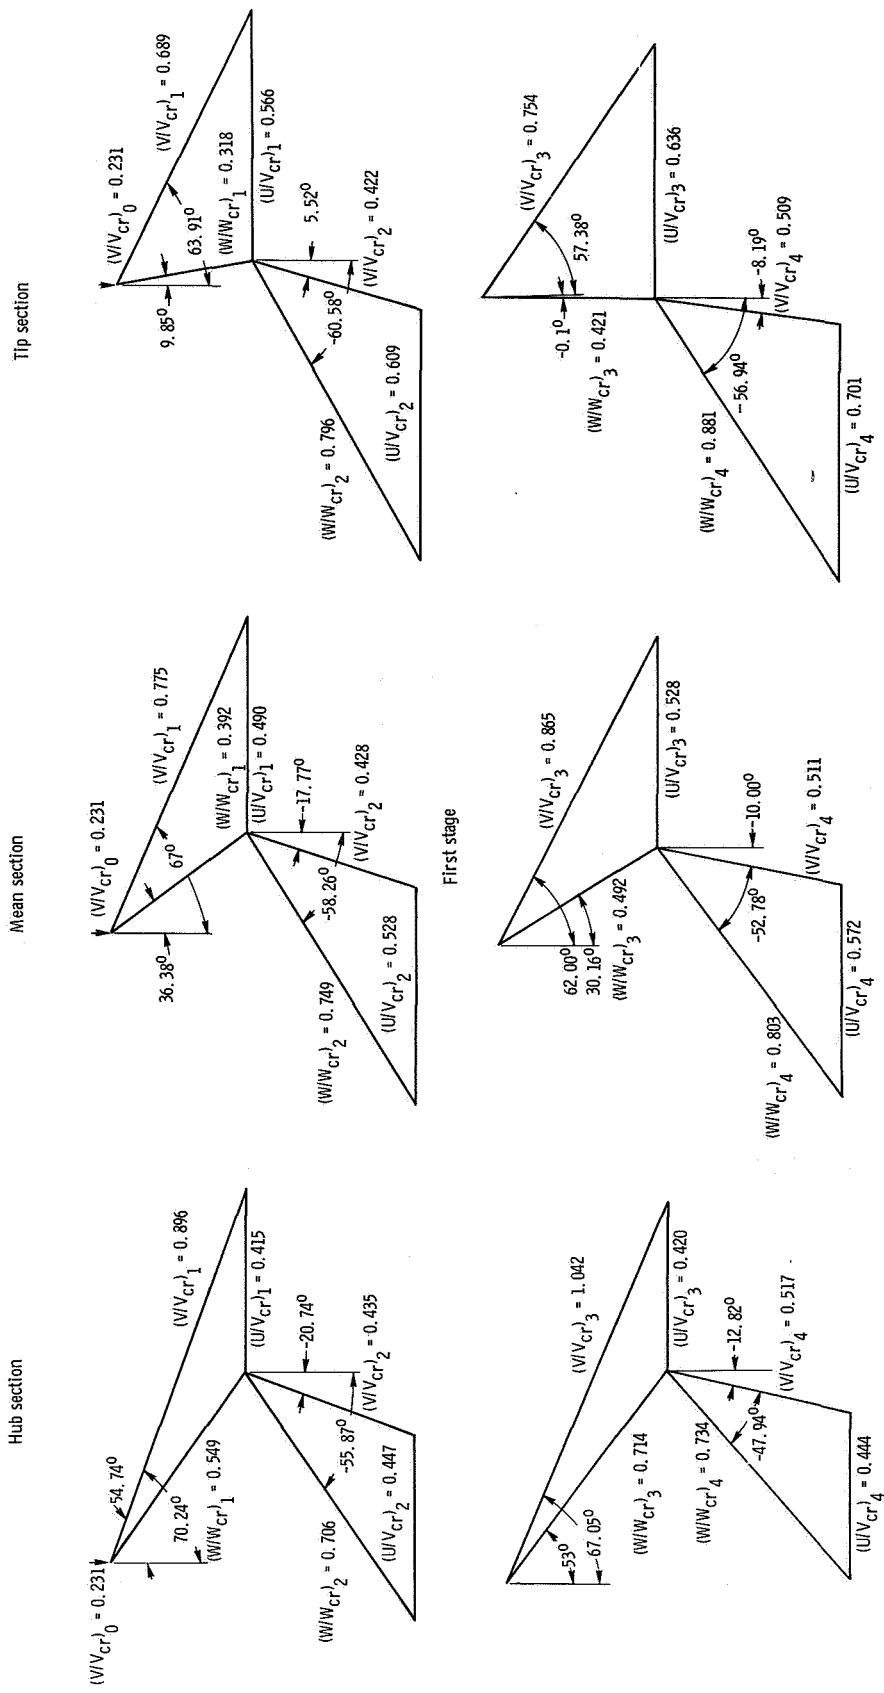 Hub section
Mean section
Tip section
(V/Vcr)0 = 0.231
54.74°
70.24°
(W/Wcr)1 = 0.549
(V/Vcr)1 = 0.896
(U/Vcr)1 = 0.415
-20.74°
(V/Vcr)2 = 0.435
-55.87°
(W/Wcr)2 = 0.706
(U/Vcr)2 = 0.447
(V/Vcr)0 = 0.231
36.38°
67°
(V/Vcr)1 = 0.775
(W/Wcr)1 = 0.392
(U/Vcr)1 = 0.490
-17.77°
(V/Vcr)2 = 0.428
-58.26°
(W/Wcr)2 = 0.749
(U/Vcr)2 = 0.528
(V/Vcr)0 = 0.231
9.85°
63.91°
(V/Vcr)1 = 0.689
(W/Wcr)1 = 0.318
(U/Vcr)1 = 0.566
5.52°
(V/Vcr)2 = 0.422
-60.58°
(W/Wcr)2 = 0.796
(U/Vcr)2 = 0.609
First stage
53°
67.05°
(V/Vcr)3 = 1.042
(W/Wcr)3 = 0.714
(U/Vcr)3 = 0.420
(W/Wcr)4 = 0.734
-12.82°
(V/Vcr)4 = 0.517
-47.94°
(U/Vcr)4 = 0.444
62.00°
30.16°
(W/Wcr)3 = 0.492
(V/Vcr)3 = 0.865
(U/Vcr)3 = 0.528
-10.00°
(V/Vcr)4 = 0.511
-52.78°
(W/Wcr)4 = 0.803
(U/Vcr)4 = 0.572
-0.1°
57.38°
(V/Vcr)3 = 0.754
(W/Wcr)3 = 0.421
(U/Vcr)3 = 0.636
-8.19°
(V/Vcr)4 = 0.509
-56.94°
(W/Wcr)4 = 0.881
(U/Vcr)4 = 0.701